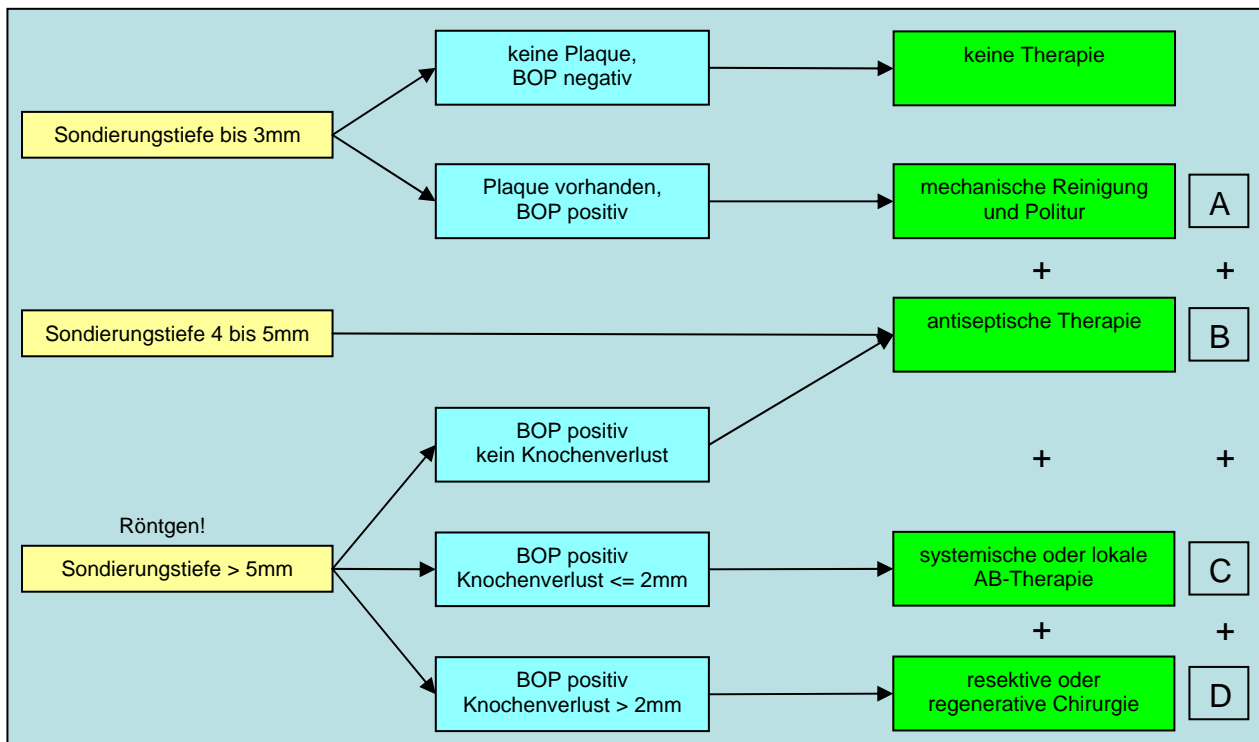 keine Plaque,
BOP negativ
keine Therapie
Sondierungstiefe bis 3mm
Plaque vorhanden,
BOP positiv
mechanische Reinigung
und Politur
A
+
+
Sondierungstiefe 4 bis 5mm
antiseptische Therapie
B
BOP positiv
kein Knochenverlust
+
+
Röntgen!
Sondierungstiefe > 5mm
BOP positiv
Knochenverlust <= 2mm
systemische oder lokale
AB-Therapie
C
+
+
BOP positiv
Knochenverlust > 2mm
resektive oder
regenerative Chirurgie
D